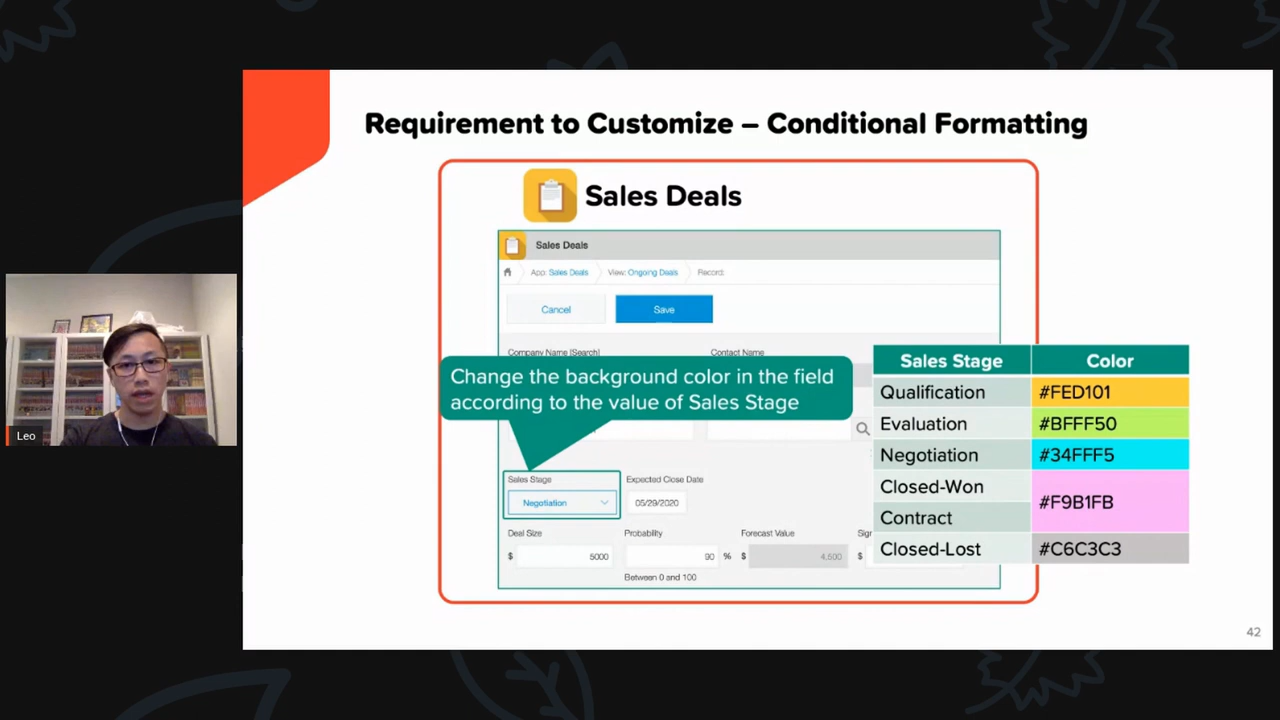 Requirement to Customize – Conditional Formatting
Sales Deals
Sales Deals
App: Sales Deals
View: Ongoing Deals
Record:
Cancel
Save
Company Name [Search]
Contact Name
Change the background color in the field
according to the value of Sales Stage
Sales Stage
Expected Close Date
Negotiation
05/29/2020
Deal Size
Probability
Forecast Value
Sig
$ 5000
90 %
$ 4,500
$
Between 0 and 100
Sales Stage Color
Qualification #FED101
Evaluation #BFFF50
Negotiation #34FFF5
Closed-Won
#F9B1FB
Contract
Closed-Lost #C6C3C3
Leo
42